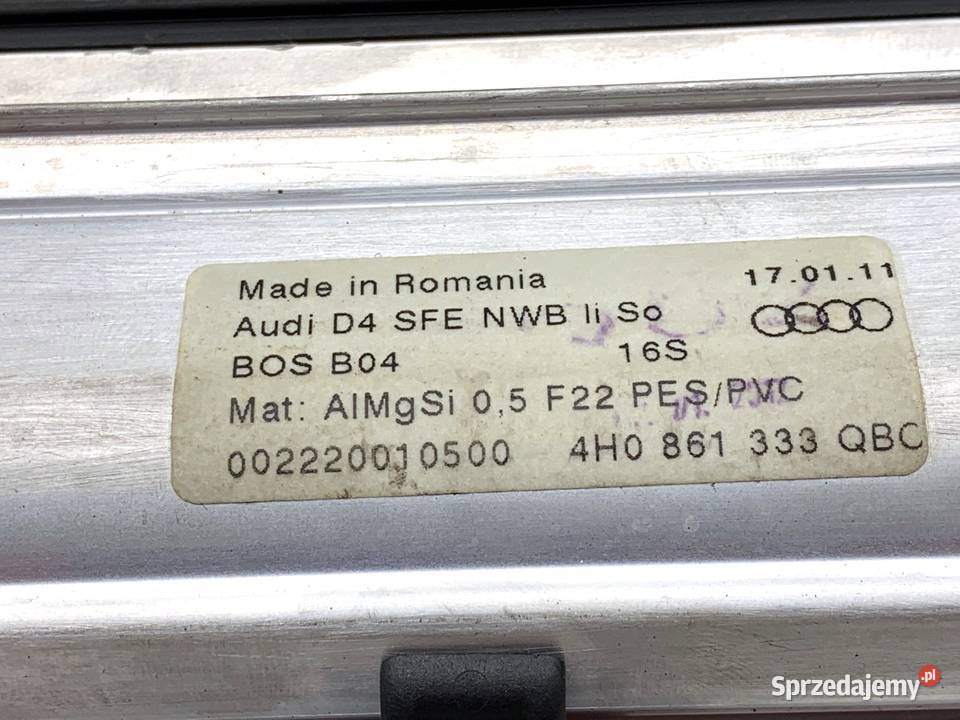 Made in Romania 17.01.11
Audi D4 SFE NWB li So
BOS B04 16S
Mat: AlMgSi 0,5 F22 PES/PVC
002220010500 4H0 861 333 QBC
Sprzedajemy.pl